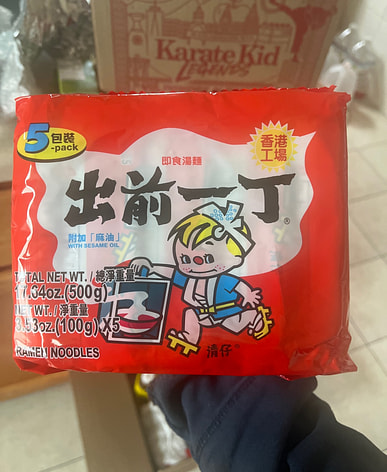 Karate Kid
LEGENDS
5包裝
-pack
即食湯麵
香港
工場
出前一丁®
附加「麻油」
WITH SESAME OIL
TOTAL NET WT. / 總淨重量
17.64oz.(500g)
NET WT. / 淨重量
3.53oz.(100g) X5
RAMEN NOODLES
清仔